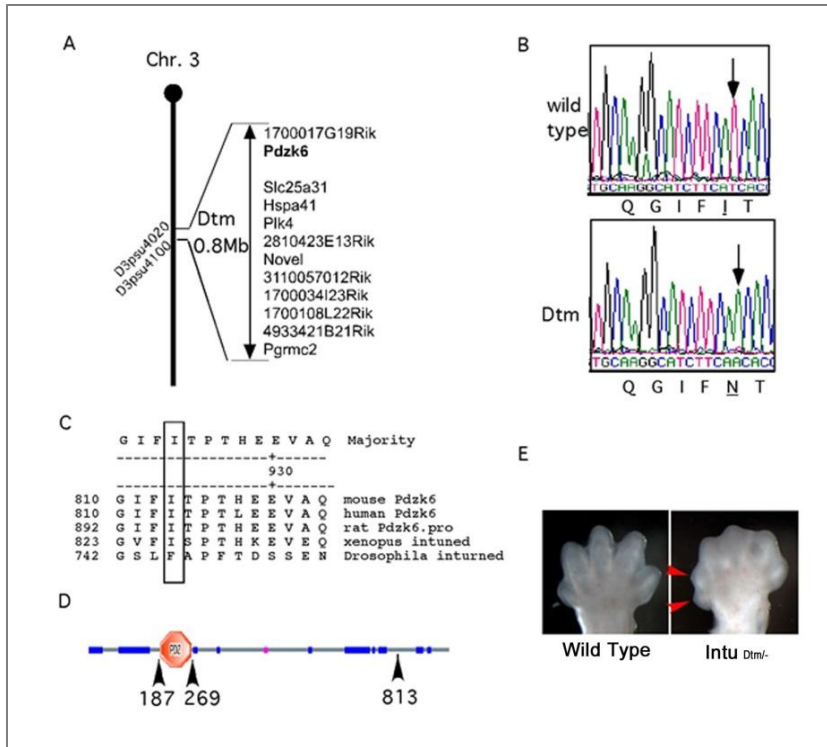 A
Chr. 3
D3psu4020
D3psu4100
Dtm
0.8Mb
1700017G19Rik
Pdzk6
Slc25a31
Hspa41
Plk4
2810423E13Rik
Novel
3110057012Rik
1700034I23Rik
1700108L22Rik
4933421B21Rik
Pgrmc2
B
wild type
TGCAAGGCATCTTCATCACC
Q G I F I T
Dtm
TGCAAGGCATCTTCAACACC
Q G I F N T
C
G I F I T P T H E E V A Q Majority
930
810 G I F I T P T H E E V A Q mouse Pdzk6
810 G I F I T P T L E E V A Q human Pdzk6
892 G I F I T P T H E E V A Q rat Pdzk6.pro
823 G V F I S P T H K E V E Q xenopus intuned
742 G S L F A P F T D S S E N Drosophila inturned
D
PDZ
187 269 813
E
Wild Type Intu Dtm/-